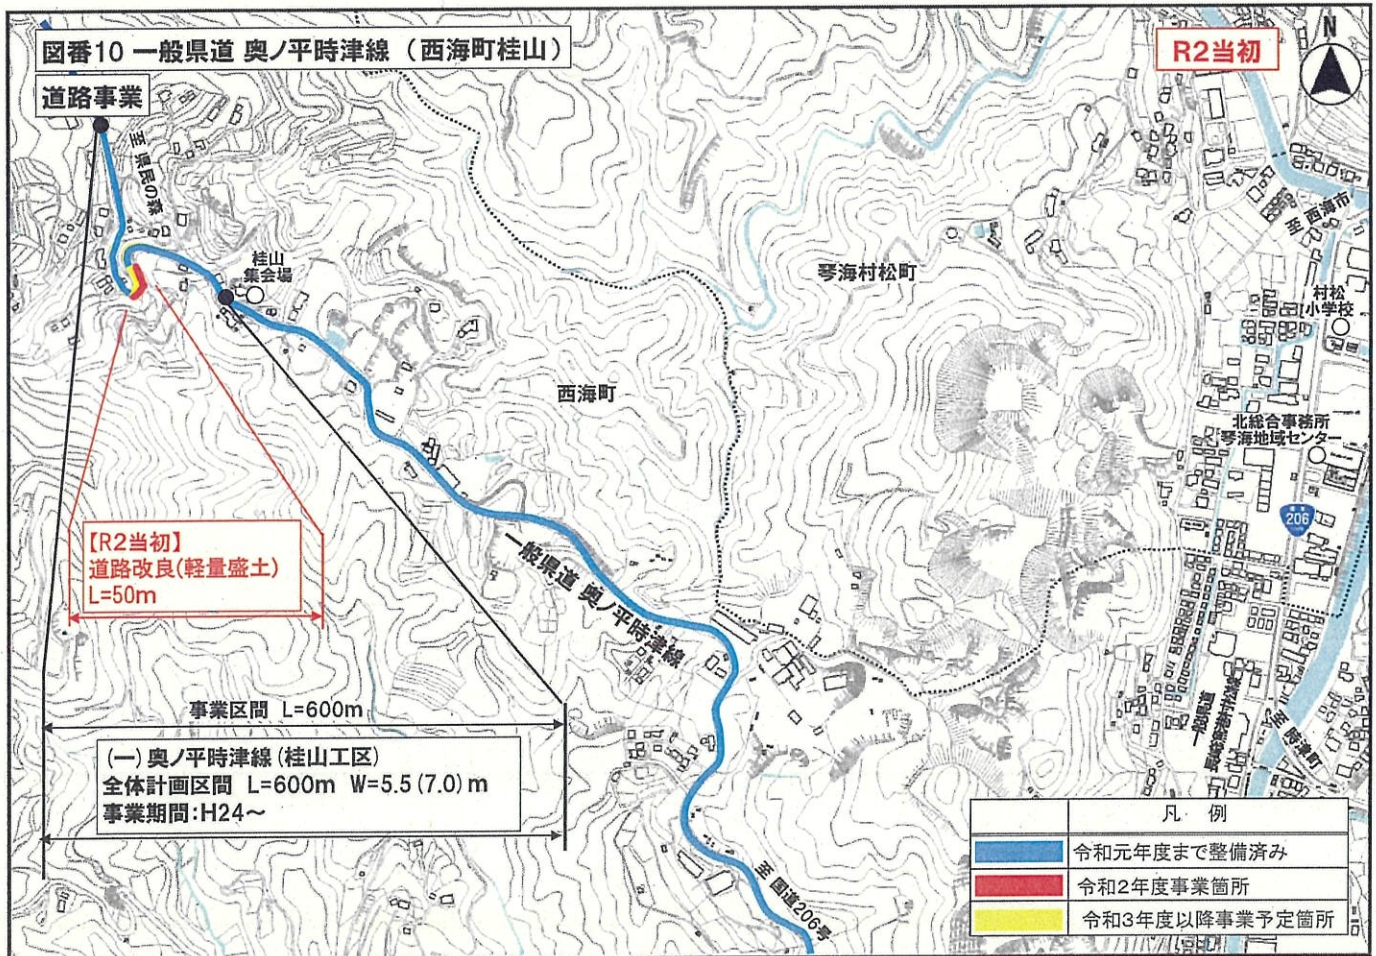 図番10 一般県道 奥ノ平時津線 (西海町桂山)
道路事業
R2当初
N
至 県民の森
桂山
集会場
至 西海市
琴海村松町
村松
小学校
西海町
北総合事務所
琴海地域センター
206
一般県道 奥ノ平時津線
【R2当初】
道路改良(軽量盛土)
L=50m
事業区間 L=600m
(一) 奥ノ平時津線(桂山工区)
全体計画区間 L=600m W=5.5(7.0)m
事業期間:H24~
一般県道
至 時津町
至 国道206号
凡 例
令和元年度まで整備済み
令和2年度事業箇所
令和3年度以降事業予定箇所